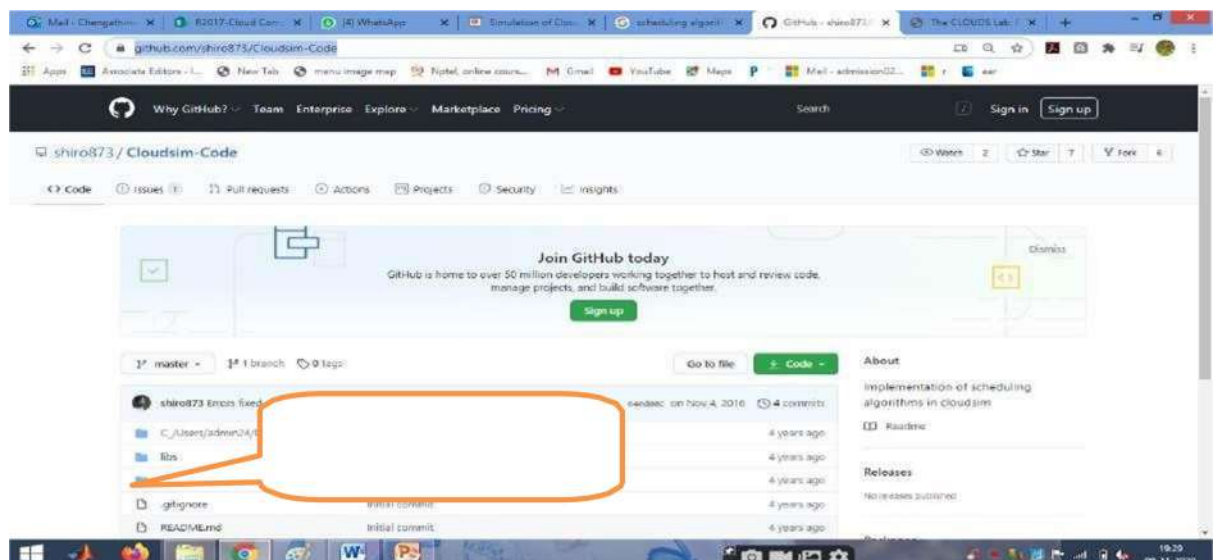 Mail - Chengathir
R2017-Cloud Com
(4) WhatsApp
Simulation of Clou
scheduling algorit
GitHub - shiro873/
The CLOUDS Lab:
github.com/shiro873/Cloudsim-Code
Apps Associate Editors - I... New Tab menu image map Nptel, online cours... Gmail YouTube Maps Mail - admission02...
Why GitHub? Team Enterprise Explore Marketplace Pricing Search Sign in Sign up
shiro873 / Cloudsim-Code Watch 2 Star 7 Fork 6
Code Issues 1 Pull requests Actions Projects Security Insights
Join GitHub today
Dismiss
GitHub is home to over 50 million developers working together to host and review code,
manage projects, and build software together.
Sign up
master 1 branch 0 tags Go to file Code
shiro873 Errors fixed on Nov 4, 2016 4 commits
C_/Users/admin24/ 4 years ago
libs 4 years ago
4 years ago
.gitignore Initial commit 4 years ago
README.md Initial commit 4 years ago
About
Implementation of scheduling
algorithms in cloudsim
Readme
Releases
No releases published
19:20